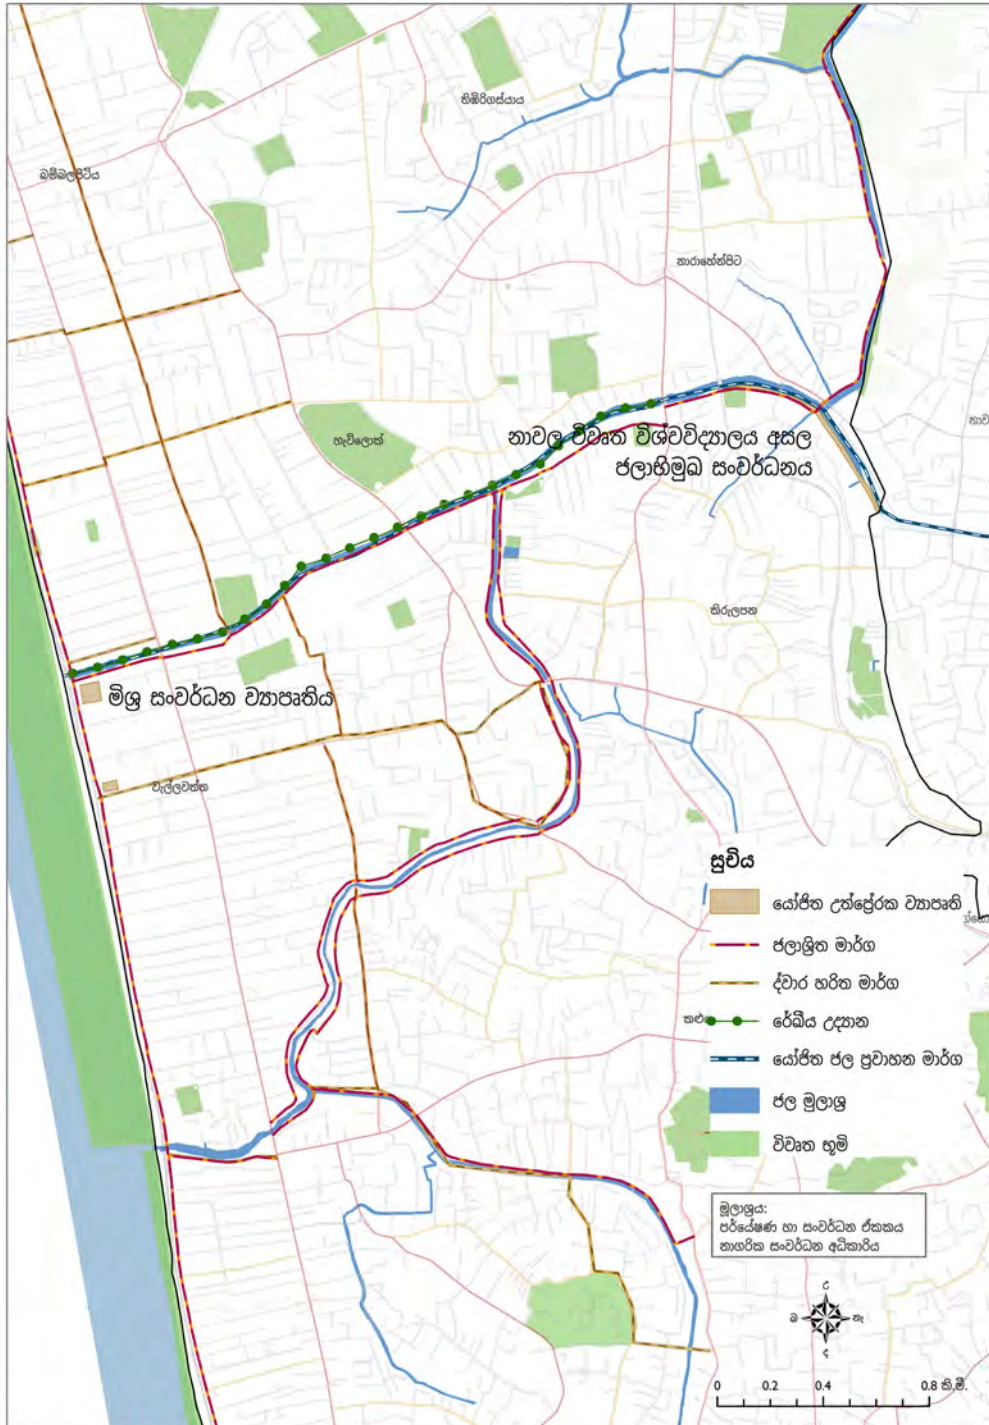 තිඹිරිගස්යාය
බම්බලපිටිය
නාරාහේන්පිට
හැව්ලොක්
නාවල විවෘත විශ්වවිද්‍යාලය අසල
ජලාභිමුඛ සංවර්ධනය
කිරුලපන
මිශ්‍ර සංවර්ධන ව්‍යාපෘතිය
වැල්ලවත්ත
සූචිය
යෝජිත උත්ප්‍රේරක ව්‍යාපෘති
ජලාශ්‍රිත මාර්ග
ද්වාර හරිත මාර්ග
රේඛීය උද්‍යාන
යෝජිත ජල ප්‍රවාහන මාර්ග
ජල මුලාශ්‍ර
විවෘත භූමි
මූලාශ්‍රය:
පර්යේෂණ හා සංවර්ධන ඒකකය
නාගරික සංවර්ධන අධිකාරිය
උ
බ නැ
ද
0 0.2 0.4 0.8 කි.මී.